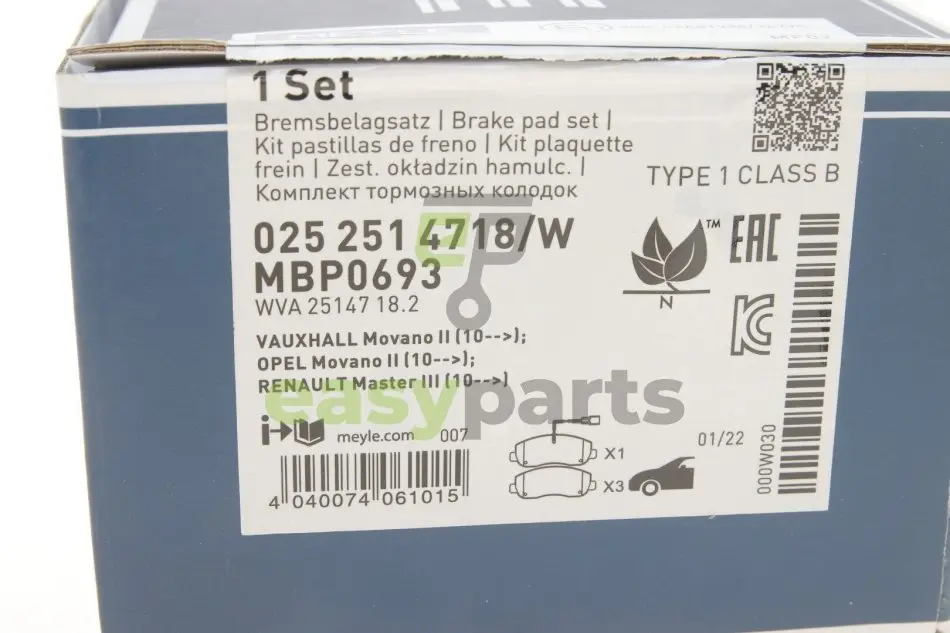 1 Set
Bremsbelagsatz | Brake pad set |
Kit pastillas de freno | Kit plaquette
frein | Zest. okładzin hamulc. |
Комплект тормозных колодок
TYPE 1 CLASS B
025 251 4718/W
MBP0693
WVA 25147 18.2
™
EAC
N
VAUXHALL Movano II (10-->);
OPEL Movano II (10-->);
RENAULT Master III (10-->)
easyparts
meyle.com 007
X1
X3
01/22
000W030
4 040074 061015